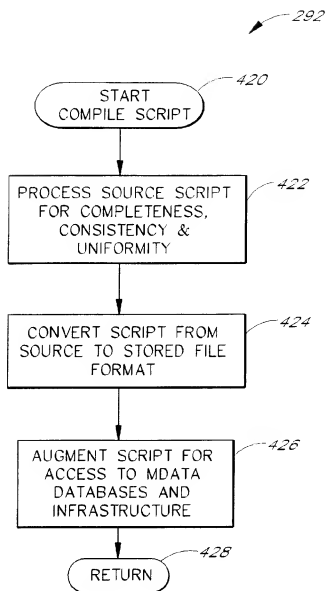 292
START
COMPILE SCRIPT
420
PROCESS SOURCE SCRIPT
FOR COMPLETENESS,
CONSISTENCY &
UNIFORMITY
422
CONVERT SCRIPT FROM
SOURCE TO STORED FILE
FORMAT
424
AUGMENT SCRIPT FOR
ACCESS TO MDATA
DATABASES AND
INFRASTRUCTURE
426
RETURN
428